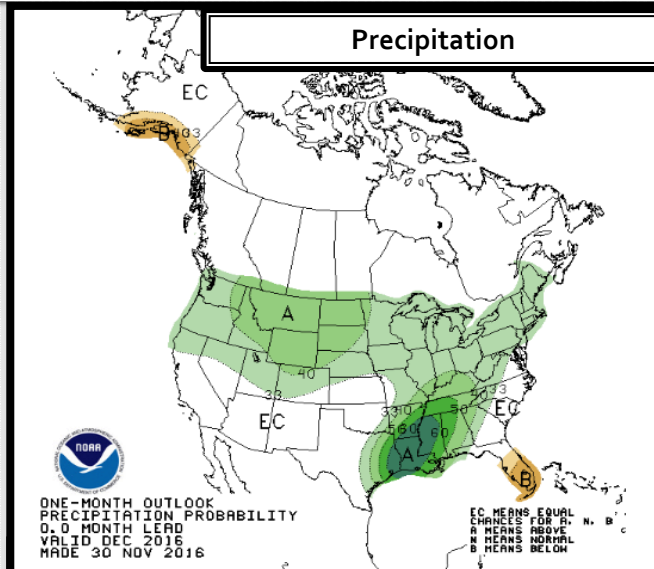 Precipitation
EC
B
33
A
40
33
EC
33
40
50
60
A
50
60
33
EC
B
NOAA
ONE-MONTH OUTLOOK
PRECIPITATION PROBABILITY
0.0 MONTH LEAD
VALID DEC 2016
MADE 30 NOV 2016
EC MEANS EQUAL
CHANCES FOR A, N, B
A MEANS ABOVE
N MEANS NORMAL
B MEANS BELOW